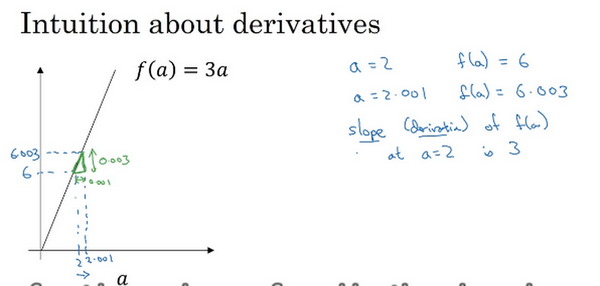 Intuition about derivatives
f(a) = 3a
a = 2 f(a) = 6
a = 2.001 f(a) = 6.003
slope (derivative) of f(a)
at a=2 is 3
6.003
0.003
6
0.001
2 2.001
a